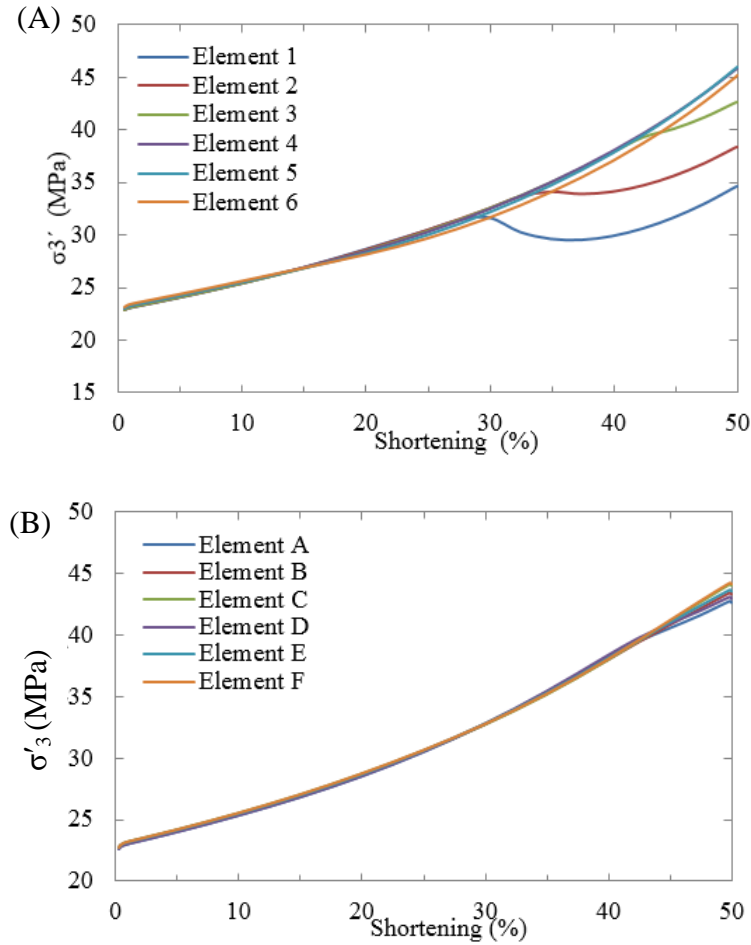 (A)
50
45
40
35
30
25
20
15
σ3′ (MPa)
Element 1
Element 2
Element 3
Element 4
Element 5
Element 6
0 10 20 30 40 50
Shortening (%)
(B)
50
45
40
35
30
25
20
σ′3 (MPa)
Element A
Element B
Element C
Element D
Element E
Element F
0 10 20 30 40 50
Shortening (%)